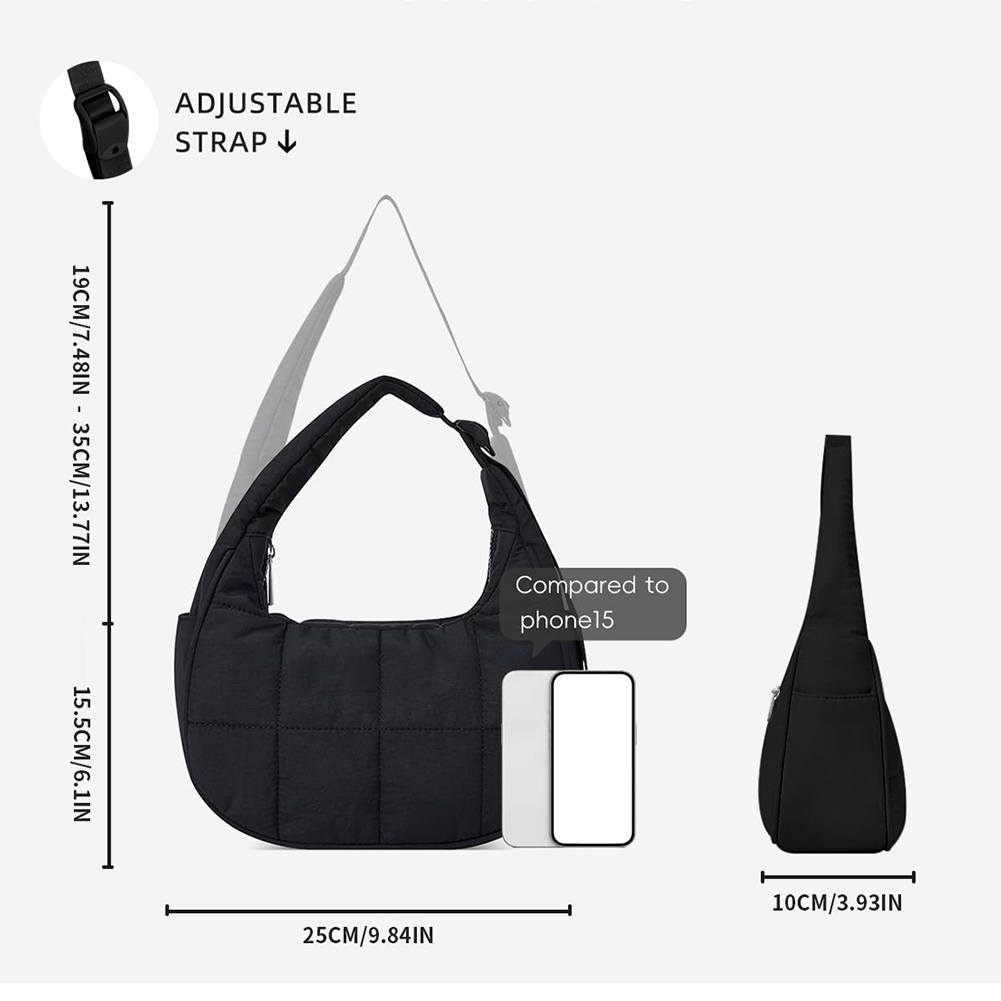 ADJUSTABLE
STRAP ↓
19CM/7.48IN - 35CM/13.77IN
Compared to
phone15
15.5CM/6.1IN
10CM/3.93IN
25CM/9.84IN